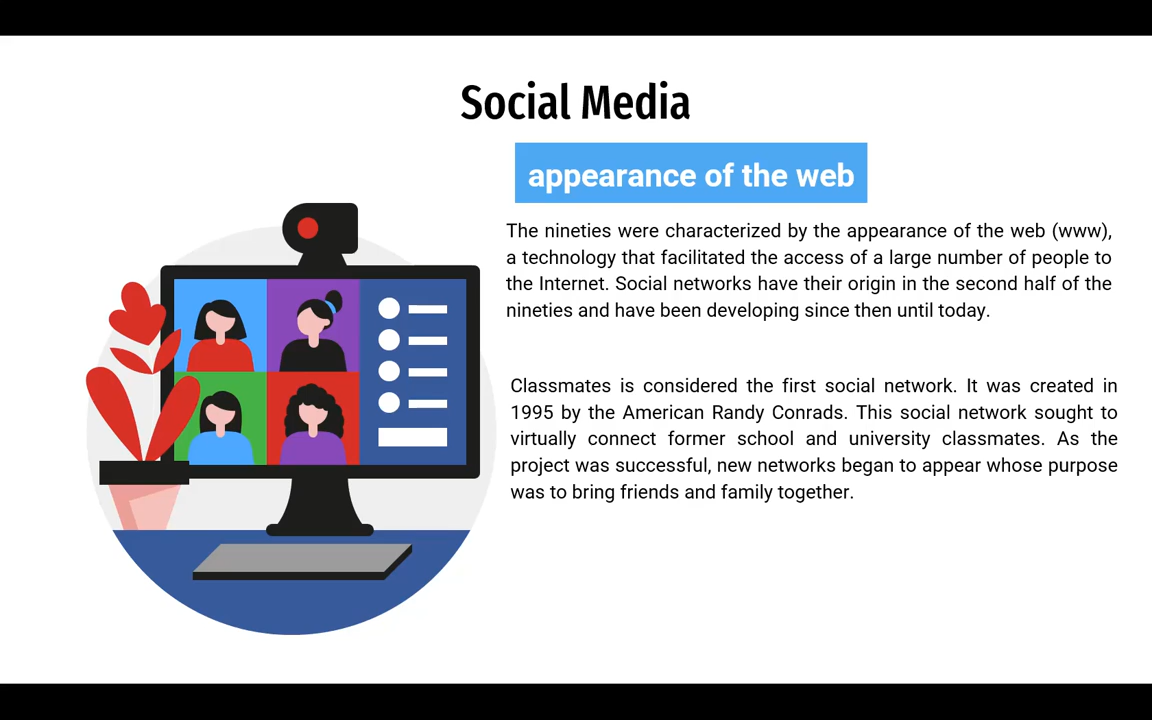 Social Media
appearance of the web
The nineties were characterized by the appearance of the web (www),
a technology that facilitated the access of a large number of people to
the Internet. Social networks have their origin in the second half of the
nineties and have been developing since then until today.
Classmates is considered the first social network. It was created in
1995 by the American Randy Conrads. This social network sought to
virtually connect former school and university classmates. As the
project was successful, new networks began to appear whose purpose
was to bring friends and family together.